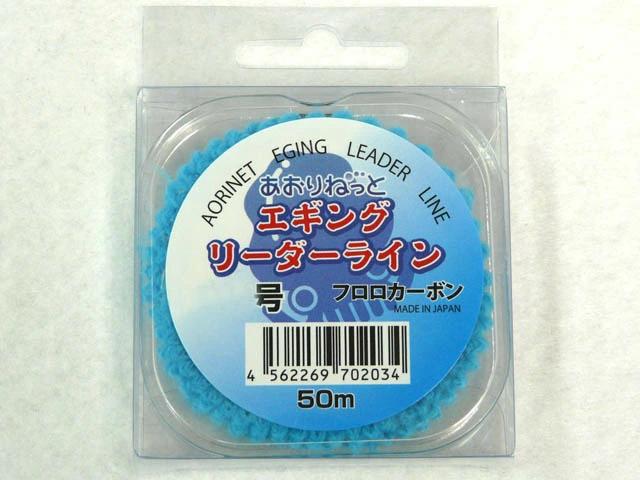 AORINET EGING LEADER LINE
あおりねっと
エギング
リーダーライン
号 フロロカーボン
MADE IN JAPAN
4 562269 702034
50m